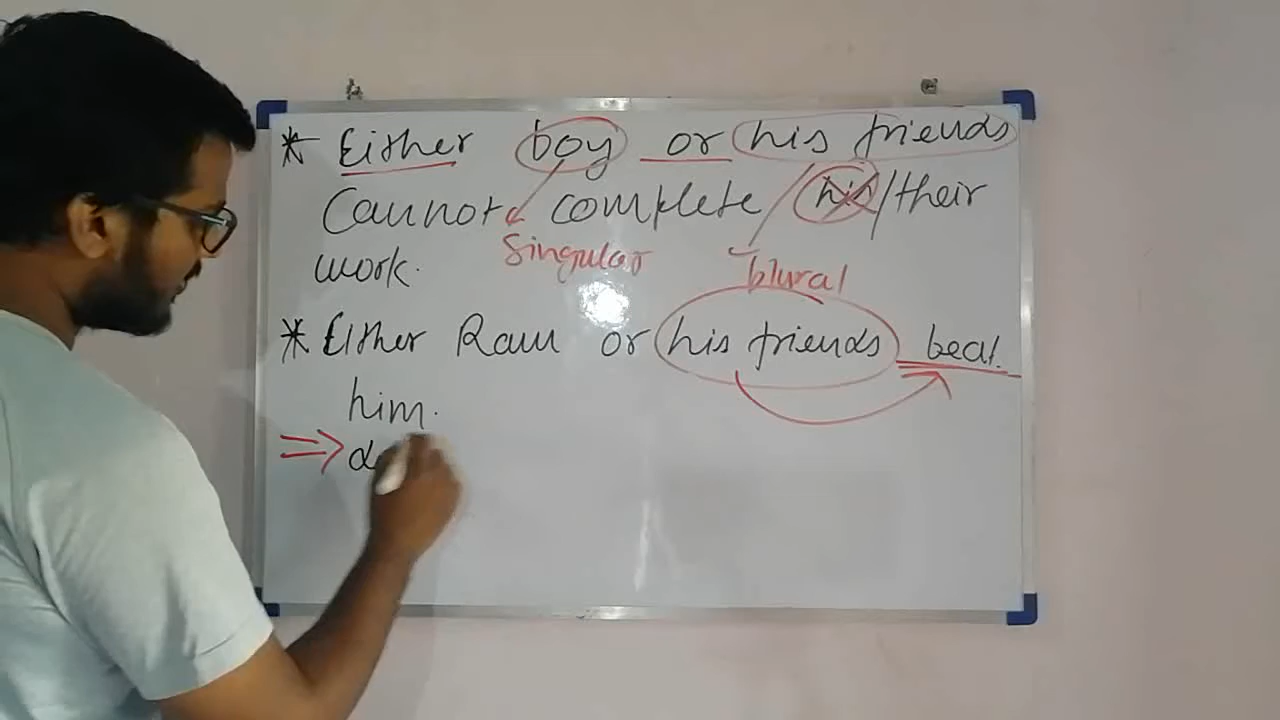 * Either boy or his friends
Cannot complete his/their
Singular
plural
work.
* Either Ram or his friends beat
him.
⇒ d